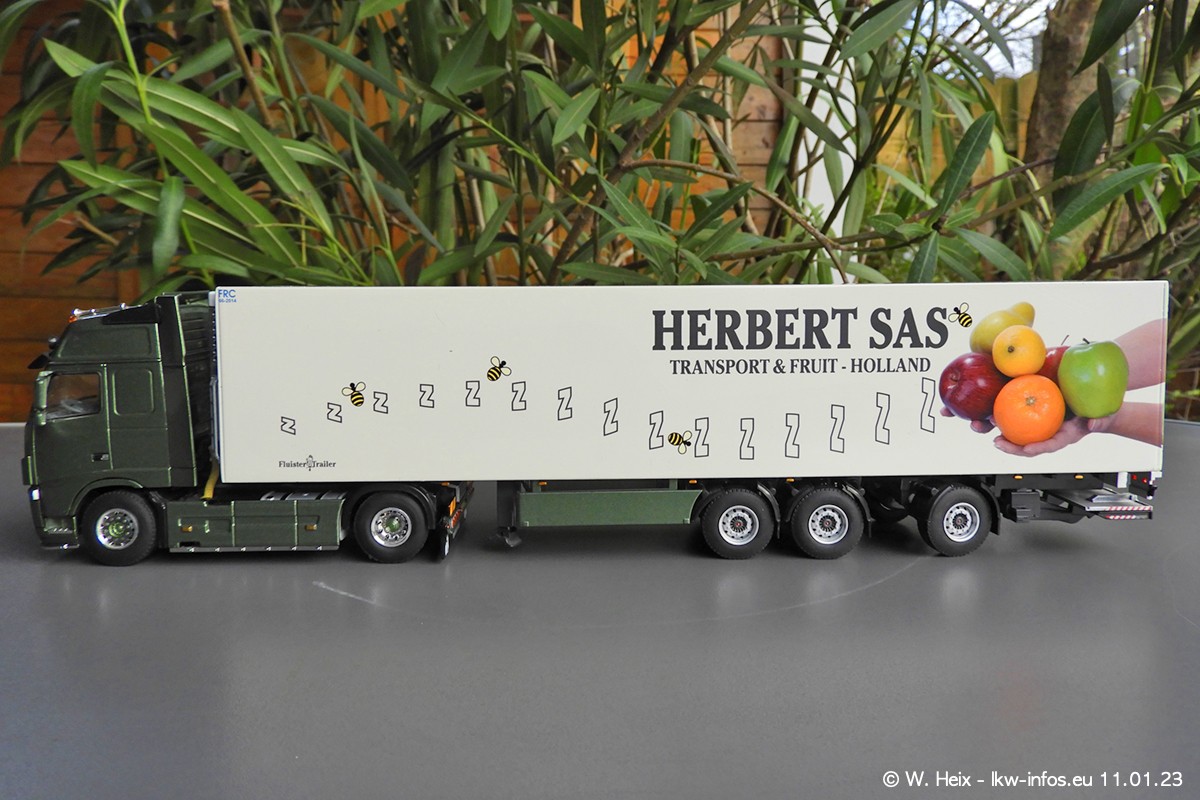 FRC
HERBERT SAS
TRANSPORT & FRUIT - HOLLAND
Z Z Z Z Z Z Z Z Z Z Z Z Z Z Z
Fluister Trailer
© W. Heix - lkw-infos.eu 11.01.23